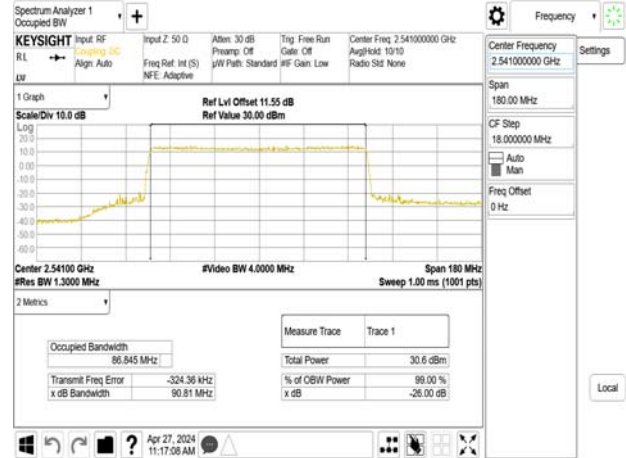 Spectrum Analyzer 1
Occupied BW
Frequency
KEYSIGHT
RL
LV
Input: RF
Coupling: DC
Align: Auto
Input Z: 50 Ω
Freq Ref: Int (S)
NFE: Adaptive
Atten: 30 dB
Preamp: Off
µW Path: Standard
Trig: Free Run
Gate: Off
#IF Gain: Low
Center Freq: 2.541000000 GHz
Avg|Hold: 10/10
Radio Std: None
Center Frequency
2.541000000 GHz
Settings
Span
180.00 MHz
CF Step
18.000000 MHz
Auto
Man
Freq Offset
0 Hz
Local
1 Graph
Scale/Div 10.0 dB
Ref Lvl Offset 11.55 dB
Ref Value 30.00 dBm
Log
20.0
10.0
0.00
-10.0
-20.0
-30.0
-40.0
-50.0
-60.0
Center 2.54100 GHz
#Res BW 1.3000 MHz
#Video BW 4.0000 MHz
Span 180 MHz
Sweep 1.00 ms (1001 pts)
2 Metrics
Measure Trace Trace 1
Occupied Bandwidth
86.845 MHz
Total Power 30.6 dBm
Transmit Freq Error -324.36 kHz
% of OBW Power 99.00 %
x dB Bandwidth 90.81 MHz
x dB -26.00 dB
?
Apr 27, 2024
11:17:08 AM